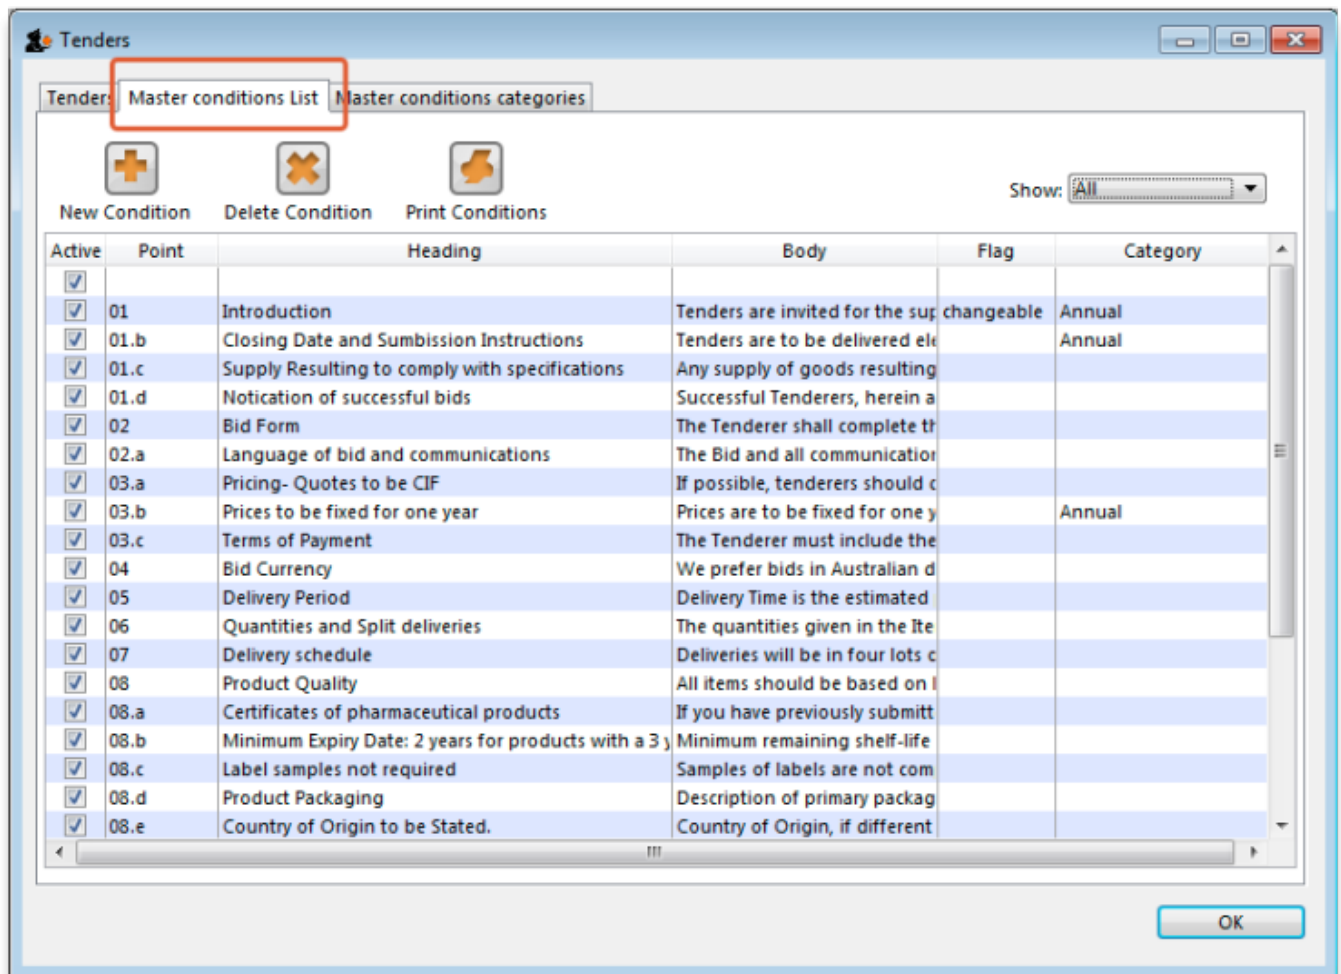 Tenders
Tenders Master conditions List Master conditions categories
Show: All
New Condition Delete Condition Print Conditions
Active Point Heading Body Flag Category
01 Introduction Tenders are invited for the sup changeable Annual
01.b Closing Date and Sumbission Instructions Tenders are to be delivered ele Annual
01.c Supply Resulting to comply with specifications Any supply of goods resulting
01.d Notication of successful bids Successful Tenderers, herein a
02 Bid Form The Tenderer shall complete th
02.a Language of bid and communications The Bid and all communication
03.a Pricing- Quotes to be CIF If possible, tenderers should c
03.b Prices to be fixed for one year Prices are to be fixed for one y Annual
03.c Terms of Payment The Tenderer must include the
04 Bid Currency We prefer bids in Australian d
05 Delivery Period Delivery Time is the estimated
06 Quantities and Split deliveries The quantities given in the Ite
07 Delivery schedule Deliveries will be in four lots c
08 Product Quality All items should be based on I
08.a Certificates of pharmaceutical products If you have previously submitt
08.b Minimum Expiry Date: 2 years for products with a 3 y Minimum remaining shelf-life
08.c Label samples not required Samples of labels are not com
08.d Product Packaging Description of primary packag
08.e Country of Origin to be Stated. Country of Origin, if different
OK